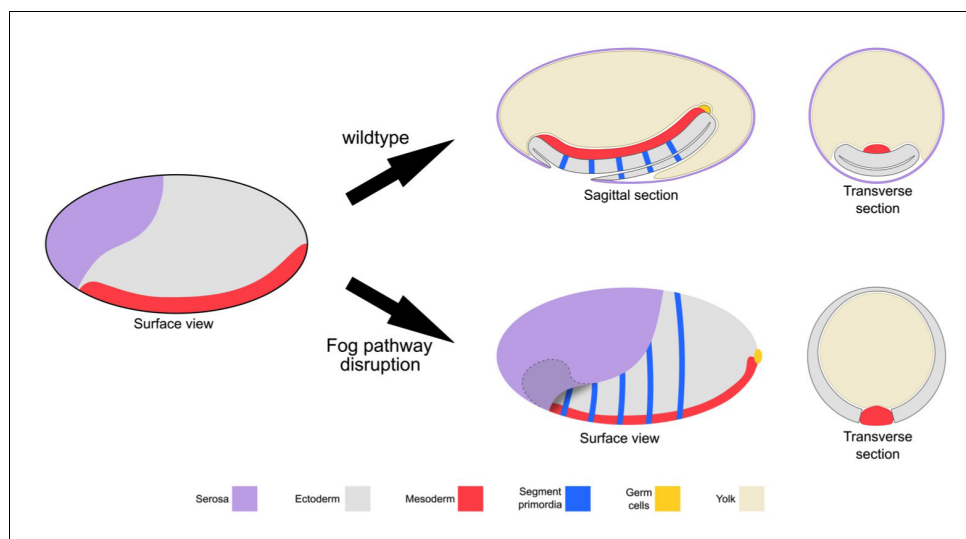 wildtype
Sagittal section
Transverse
section
Surface view
Fog pathway
disruption
Surface view
Transverse
section
Serosa
Ectoderm
Mesoderm
Segment
primordia
Germ
cells
Yolk